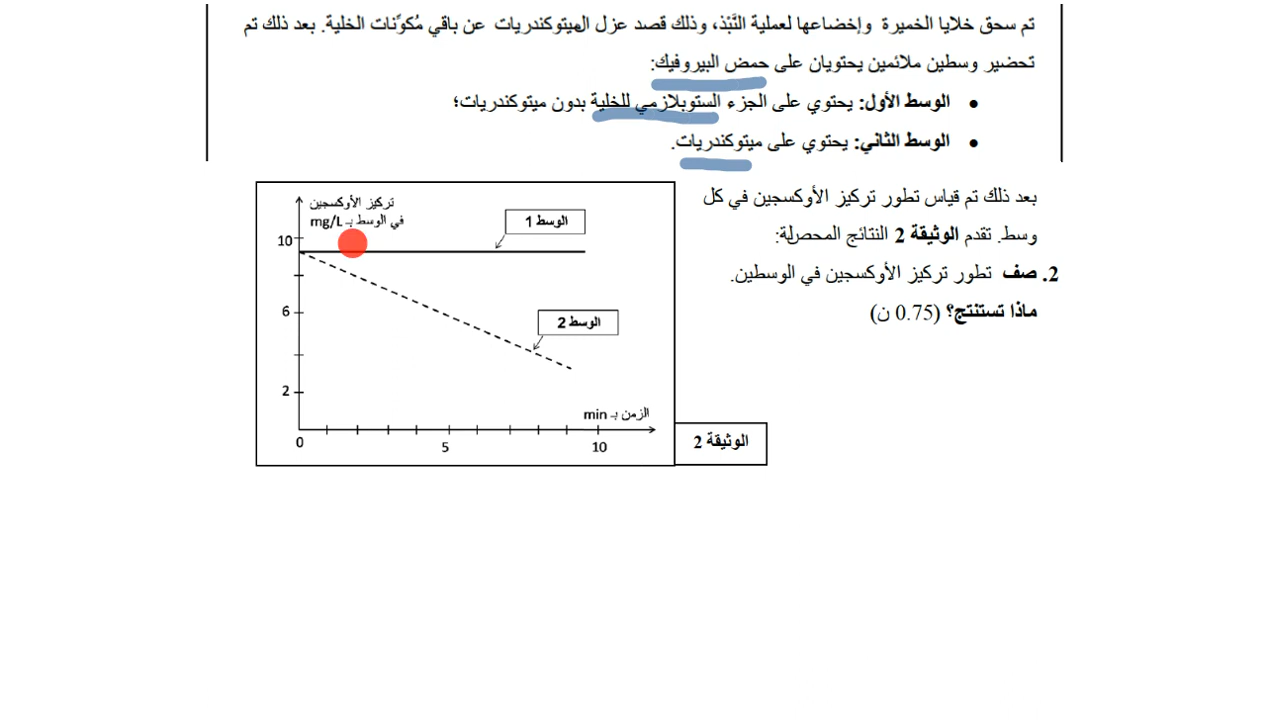 تم سحق خلايا الخميرة وإخضاعها لعملية النَّبْذ، وذلك قصد عزل الميتوكندريات عن باقي مُكوِّنات الخلية. بعد ذلك تم
تحضير وسطين ملائمين يحتويان على حمض البيروفيك:
• الوسط الأول: يحتوي على الجزء الستوبلازمي للخلية بدون ميتوكندريات؛
• الوسط الثاني: يحتوي على ميتوكندريات.
بعد ذلك تم قياس تطور تركيز الأوكسجين في كل
وسط. تقدم الوثيقة 2 النتائج المحصلة:
2. صف تطور تركيز الأوكسجين في الوسطين.
ماذا تستنتج؟ (0.75 ن)
تركيز الأوكسجين
في الوسط بـ mg/L
الوسط 1
10
6
الوسط 2
2
الزمن بـ min
0
5
10
الوثيقة 2